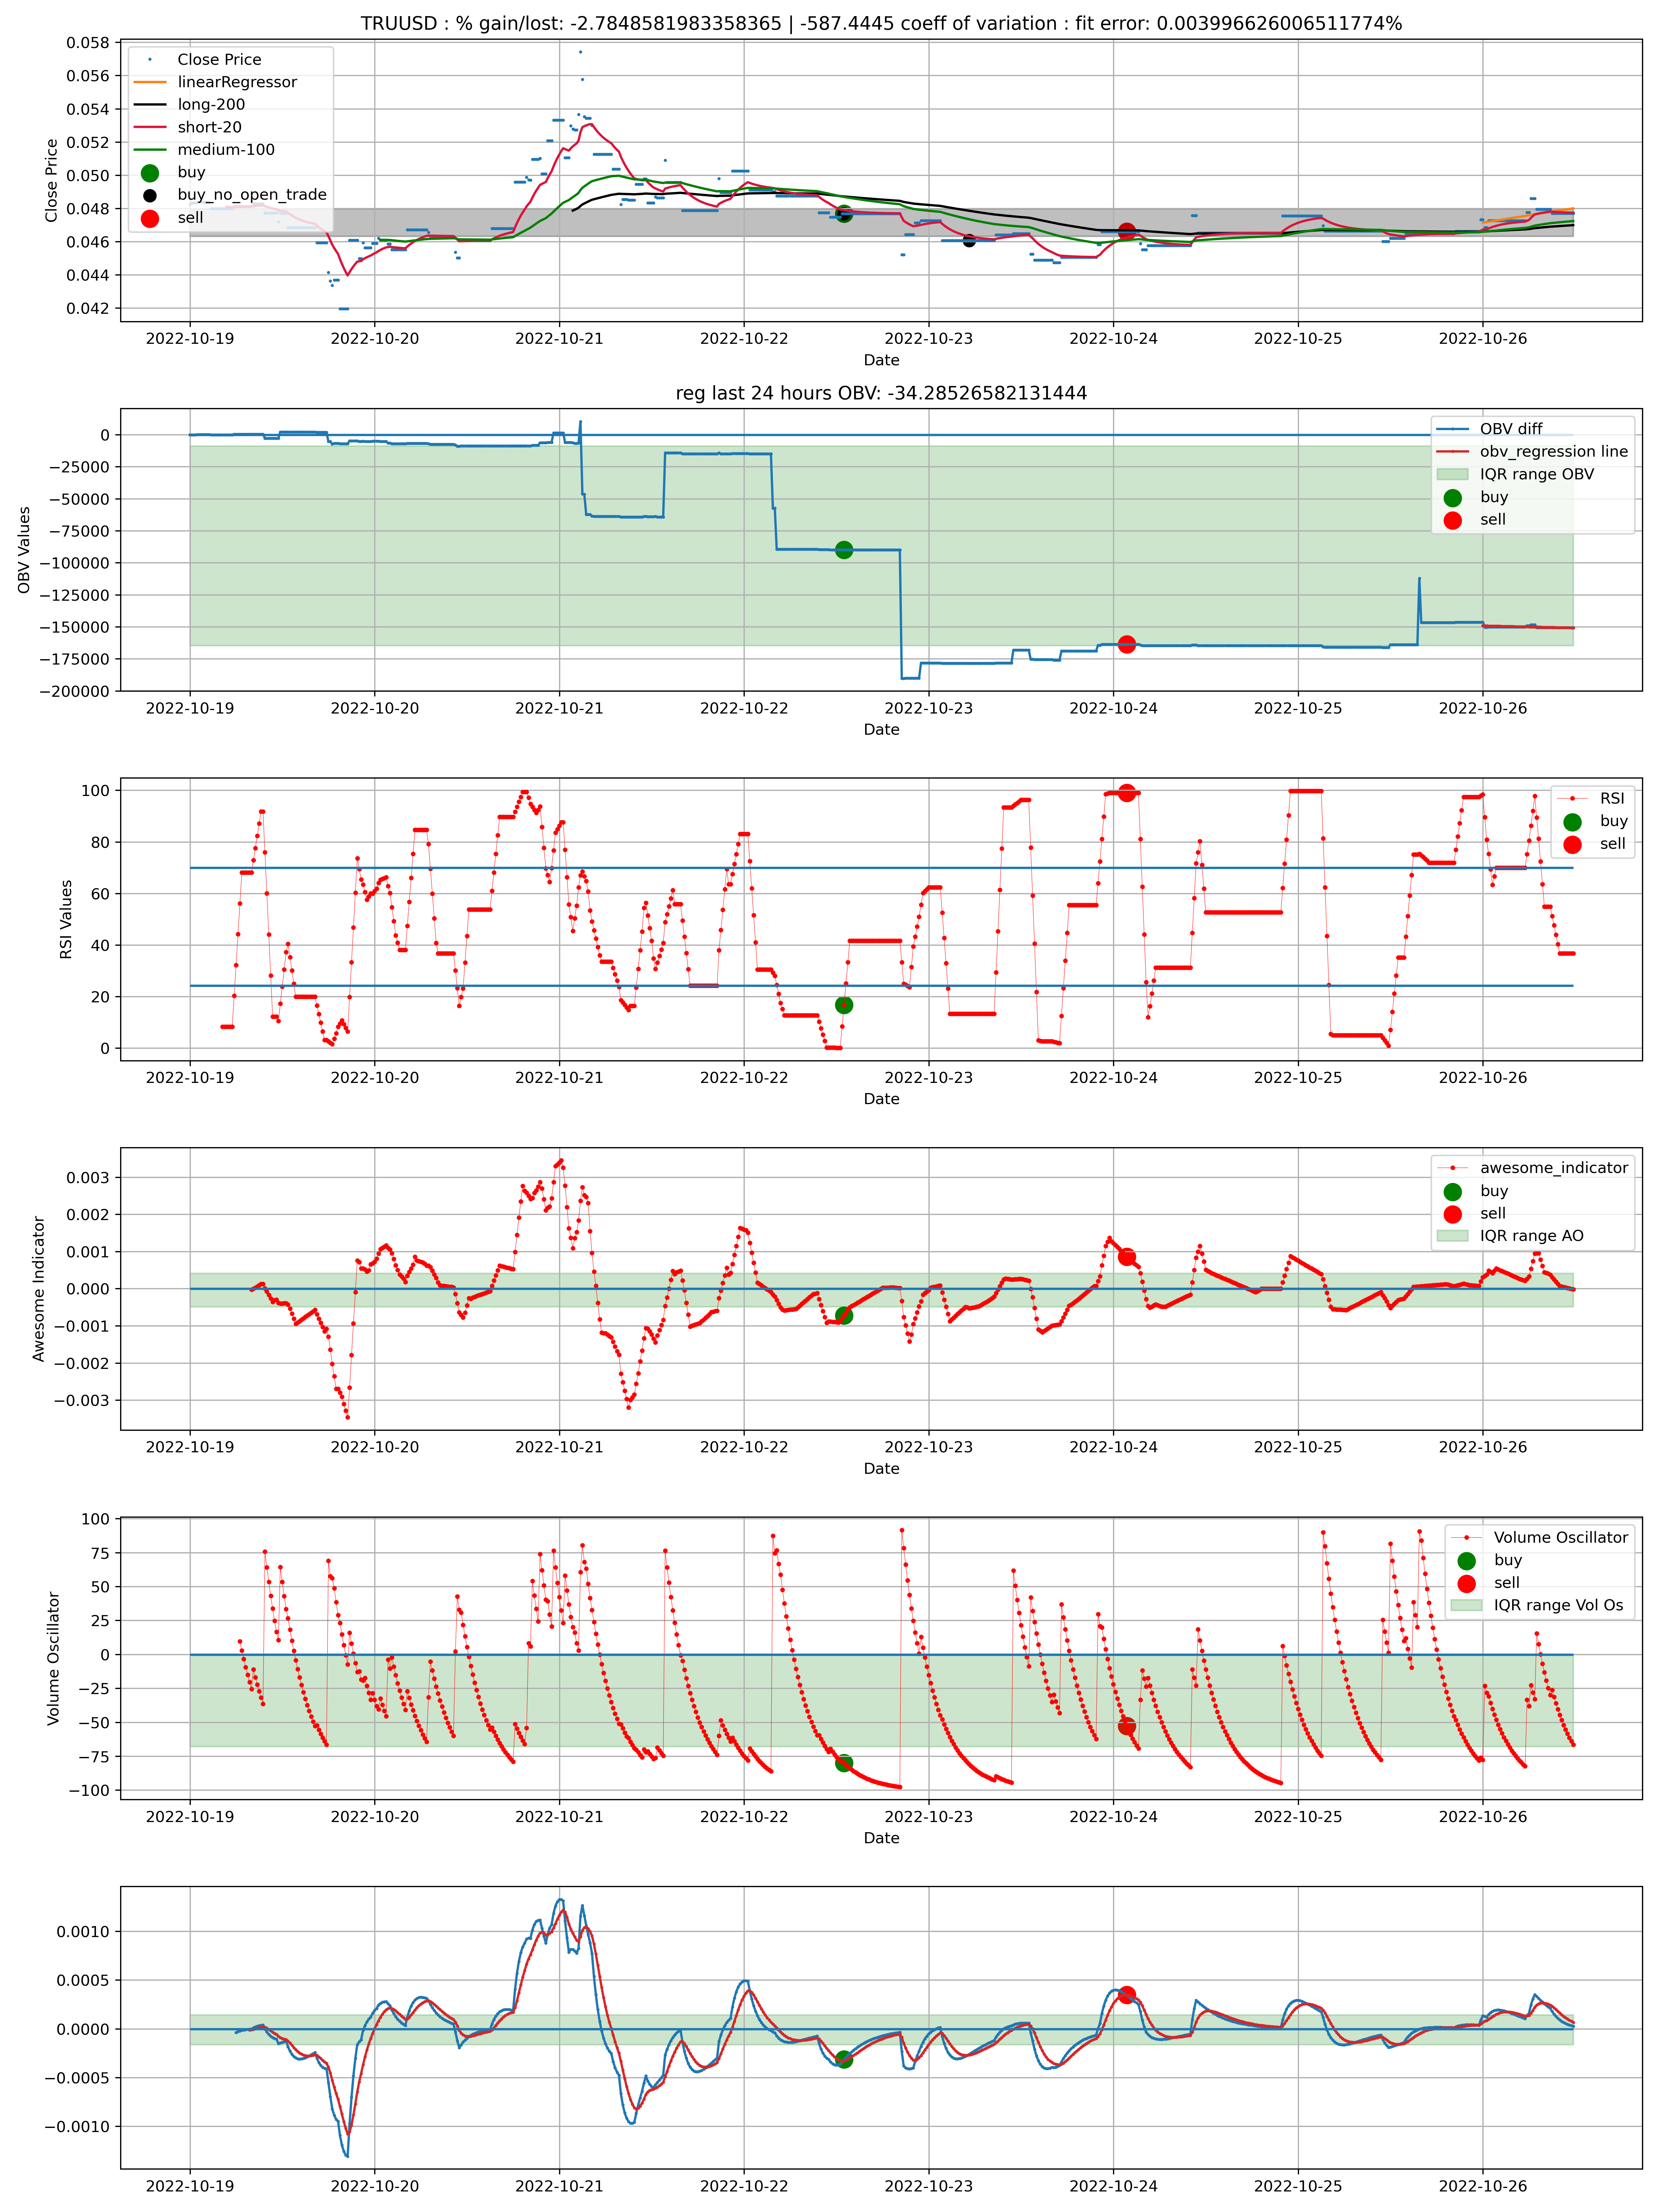 TRUUSD : % gain/lost: -2.7848581983358365 | -587.4445 coeff of variation : fit error: 0.003996626006511774%
Close Price
0.058
0.056
0.054
0.052
0.050
0.048
0.046
0.044
0.042
Close Price
linearRegressor
long-200
short-20
medium-100
buy
buy_no_open_trade
sell
2022-10-19 2022-10-20 2022-10-21 2022-10-22 2022-10-23 2022-10-24 2022-10-25 2022-10-26
Date
reg last 24 hours OBV: -34.28526582131444
OBV Values
0
−25000
−50000
−75000
−100000
−125000
−150000
−175000
−200000
OBV diff
obv_regression line
IQR range OBV
buy
sell
2022-10-19 2022-10-20 2022-10-21 2022-10-22 2022-10-23 2022-10-24 2022-10-25 2022-10-26
Date
RSI Values
100
80
60
40
20
0
RSI
buy
sell
2022-10-19 2022-10-20 2022-10-21 2022-10-22 2022-10-23 2022-10-24 2022-10-25 2022-10-26
Date
Awesome Indicator
0.003
0.002
0.001
0.000
−0.001
−0.002
−0.003
awesome_indicator
buy
sell
IQR range AO
2022-10-19 2022-10-20 2022-10-21 2022-10-22 2022-10-23 2022-10-24 2022-10-25 2022-10-26
Date
Volume Oscillator
100
75
50
25
0
−25
−50
−75
−100
Volume Oscillator
buy
sell
IQR range Vol Os
2022-10-19 2022-10-20 2022-10-21 2022-10-22 2022-10-23 2022-10-24 2022-10-25 2022-10-26
Date
0.0010
0.0005
0.0000
−0.0005
−0.0010
2022-10-19 2022-10-20 2022-10-21 2022-10-22 2022-10-23 2022-10-24 2022-10-25 2022-10-26